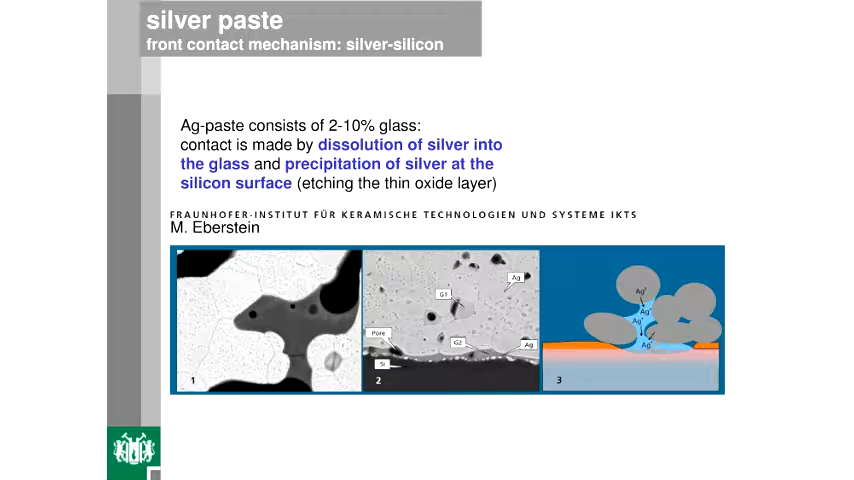 silver paste
front contact mechanism: silver-silicon
Ag-paste consists of 2-10% glass:
contact is made by dissolution of silver into
the glass and precipitation of silver at the
silicon surface (etching the thin oxide layer)
FRAUNHOFER-INSTITUT FÜR KERAMISCHE TECHNOLOGIEN UND SYSTEME IKTS
M. Eberstein
Ag
G1
Pore
G2
Ag
Si
1
2
Ag⁰
Ag⁺
Ag⁺
Ag⁰
3